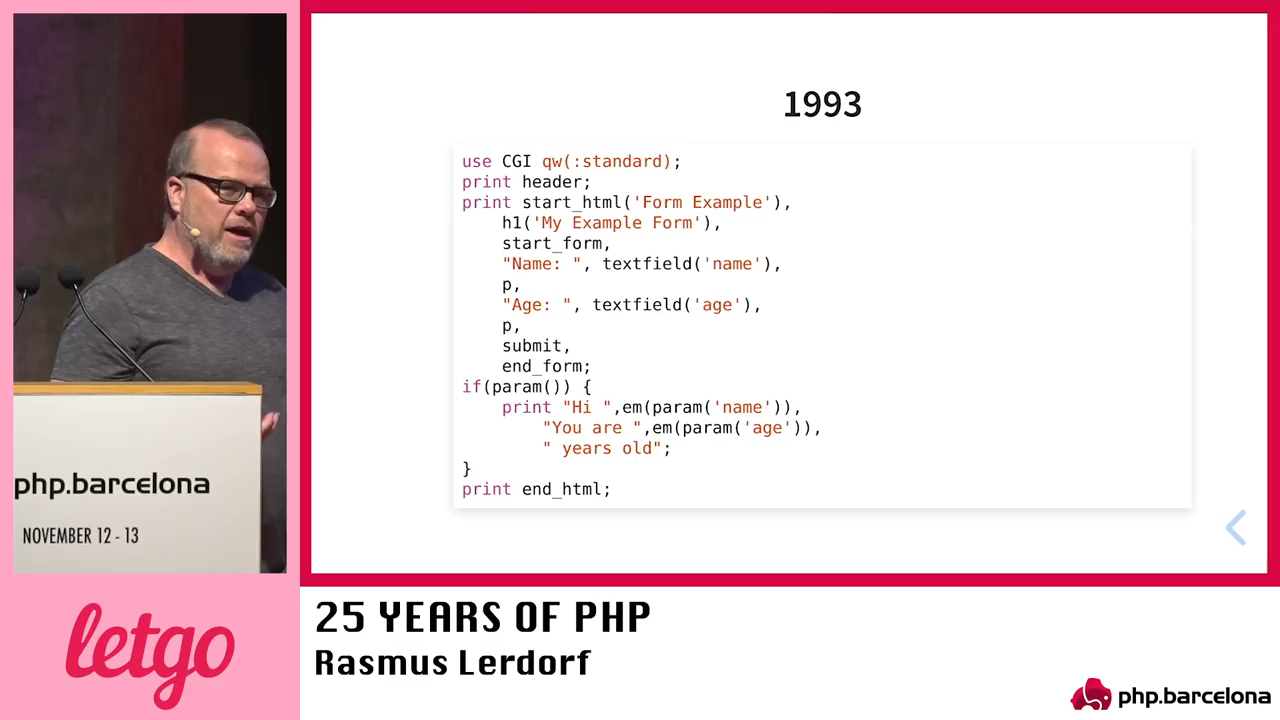 1993
use CGI qw(:standard);
print header;
print start_html('Form Example'),
    h1('My Example Form'),
    start_form,
    "Name: ", textfield('name'),
    p,
    "Age: ", textfield('age'),
    p,
    submit,
    end_form;
if(param()) {
    print "Hi ",em(param('name')),
        "You are ",em(param('age')),
        " years old";
}
print end_html;
php.barcelona
NOVEMBER 12 - 13
letgo
25 YEARS OF PHP
Rasmus Lerdorf
php.barcelona